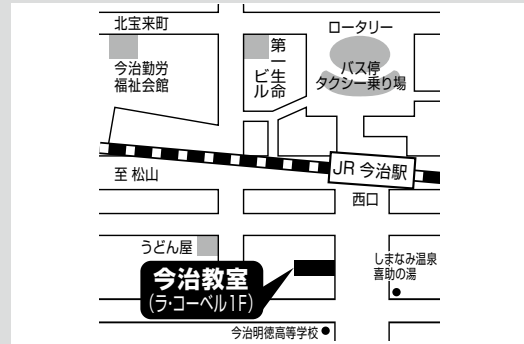 北宝来町
ロータリー
今治勤労
福祉会館
第一生命
ビル
バス停
タクシー乗り場
至 松山
JR 今治駅
西口
うどん屋
今治教室
(ラ・コーベル1F)
しまなみ温泉
喜助の湯
今治明徳高等学校